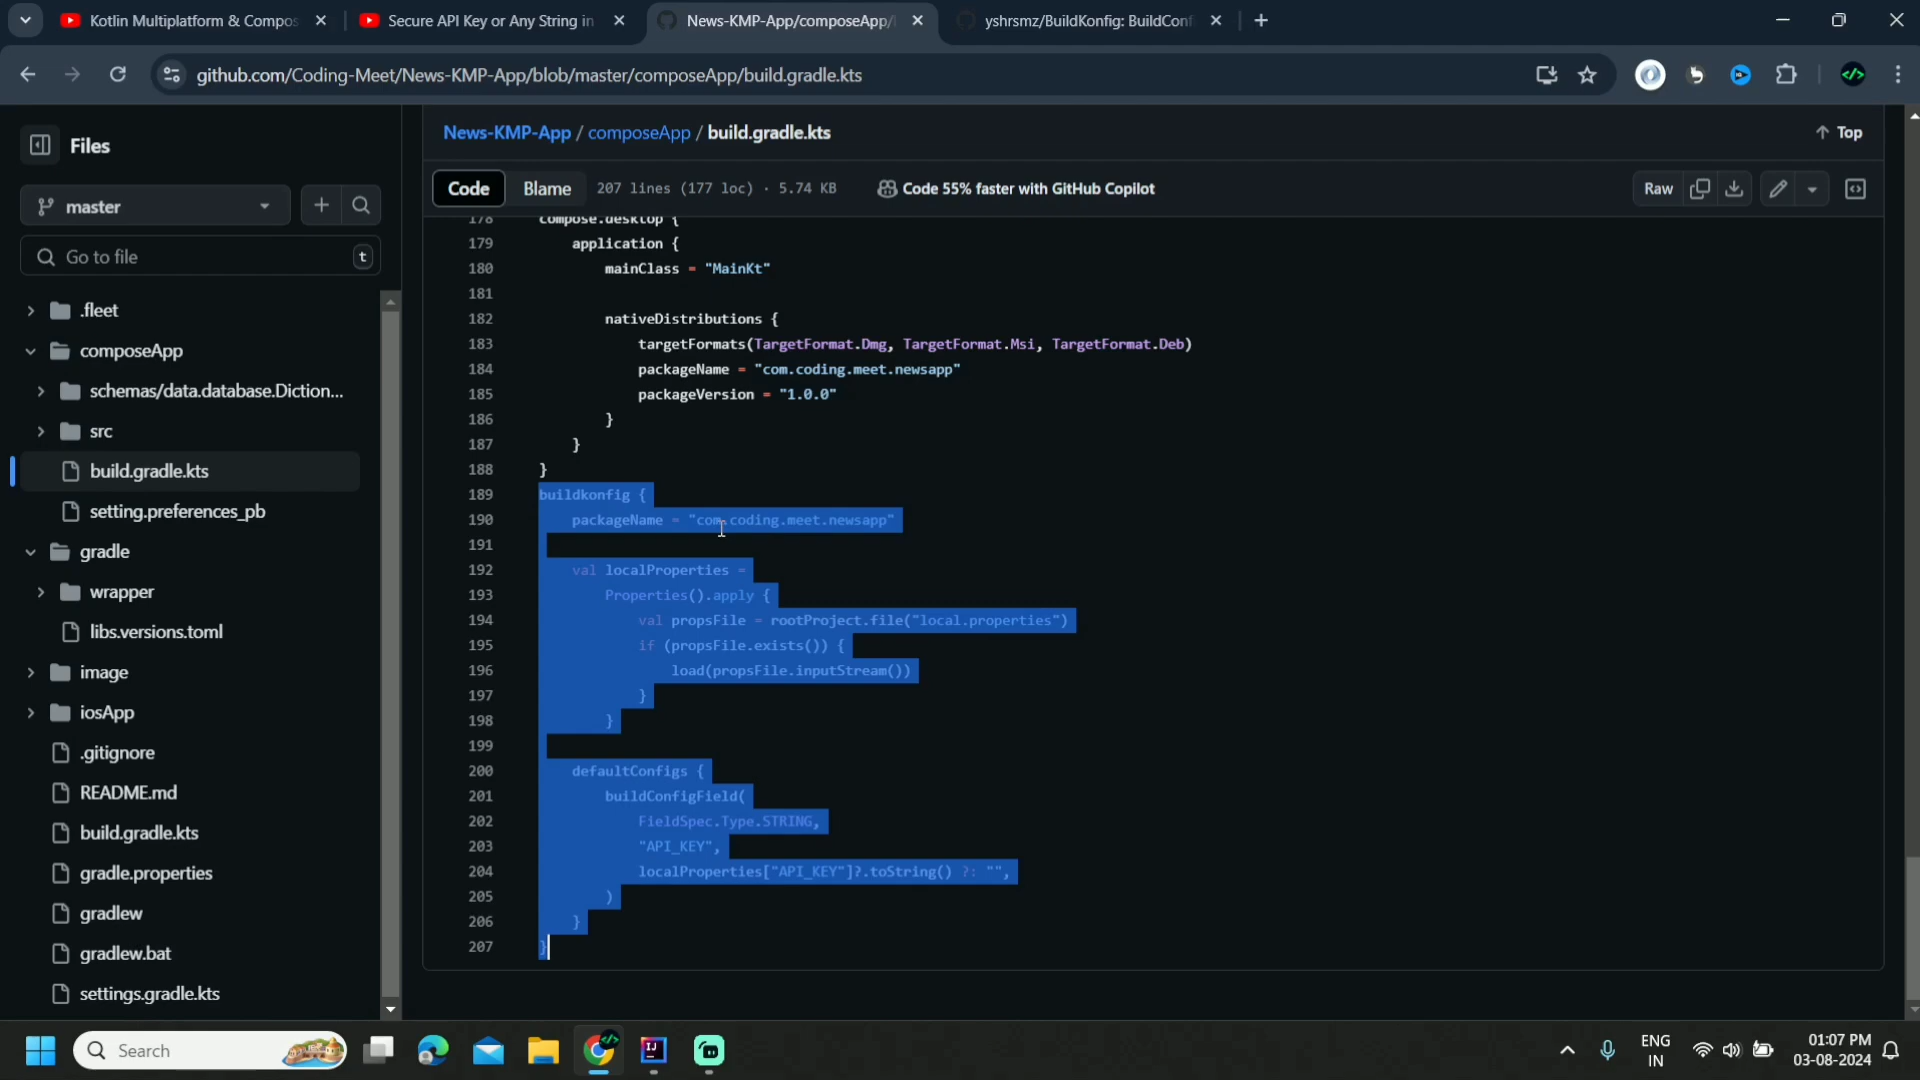 Kotlin Multiplatform & Compos
Secure API Key or Any String in
News-KMP-App/composeApp/
yshrsmz/BuildKonfig: BuildConf
github.com/Coding-Meet/News-KMP-App/blob/master/composeApp/build.gradle.kts
Files
master
Go to file
t
.fleet
composeApp
schemas/data.database.Diction...
src
build.gradle.kts
setting.preferences_pb
gradle
wrapper
libs.versions.toml
image
iosApp
.gitignore
README.md
build.gradle.kts
gradle.properties
gradlew
gradlew.bat
settings.gradle.kts
News-KMP-App / composeApp / build.gradle.kts
Top
Code Blame 207 lines (177 loc) · 5.74 KB Code 55% faster with GitHub Copilot Raw
178 compose.desktop {
179 application {
180 mainClass = "MainKt"
181
182 nativeDistributions {
183 targetFormats(TargetFormat.Dmg, TargetFormat.Msi, TargetFormat.Deb)
184 packageName = "com.coding.meet.newsapp"
185 packageVersion = "1.0.0"
186 }
187 }
188 }
189 buildkonfig {
190 packageName = "com.coding.meet.newsapp"
191
192 val localProperties =
193 Properties().apply {
194 val propsFile = rootProject.file("local.properties")
195 if (propsFile.exists()) {
196 load(propsFile.inputStream())
197 }
198 }
199
200 defaultConfigs {
201 buildConfigField(
202 FieldSpec.Type.STRING,
203 "API_KEY",
204 localProperties["API_KEY"]?.toString() ?: "",
205 )
206 }
207 }
Search
ENG
IN
01:07 PM
03-08-2024